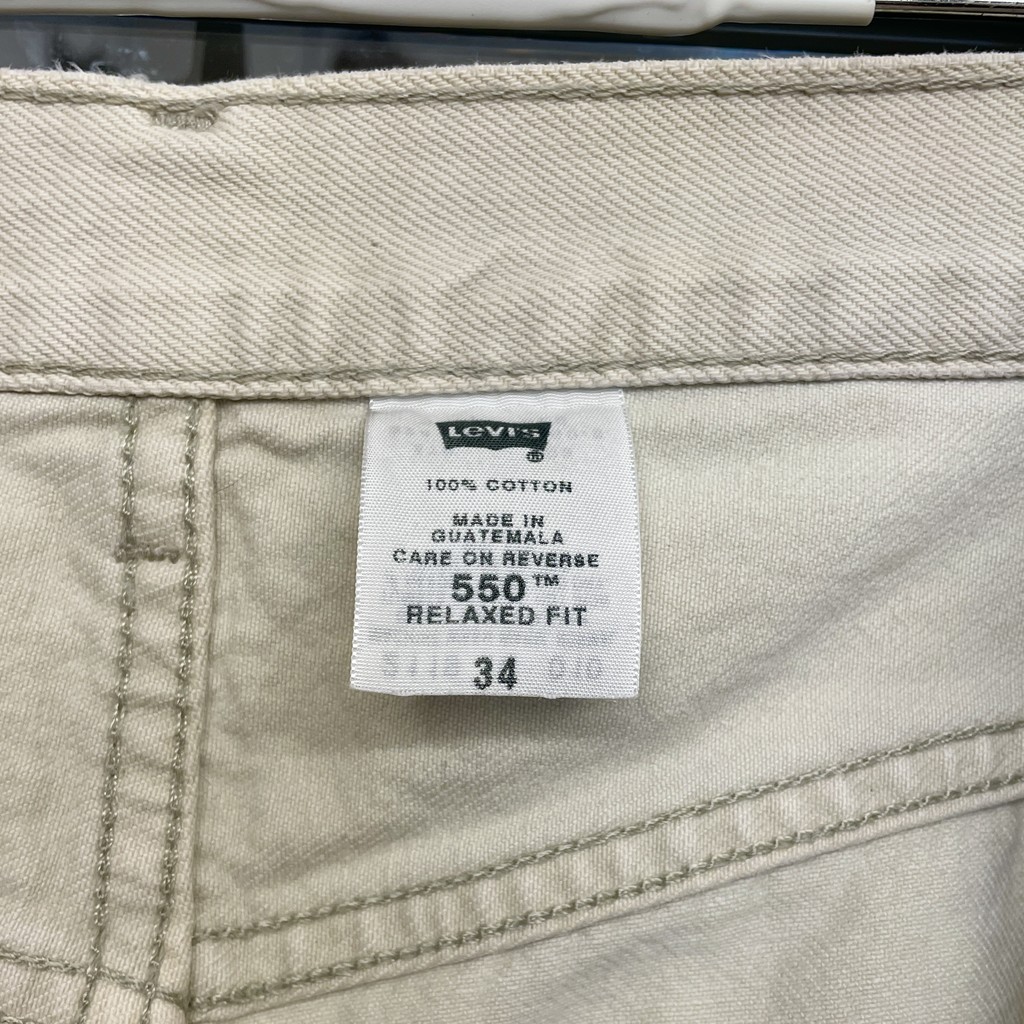 Levi's
100% COTTON
MADE IN
GUATEMALA
CARE ON REVERSE
550™
RELAXED FIT
34